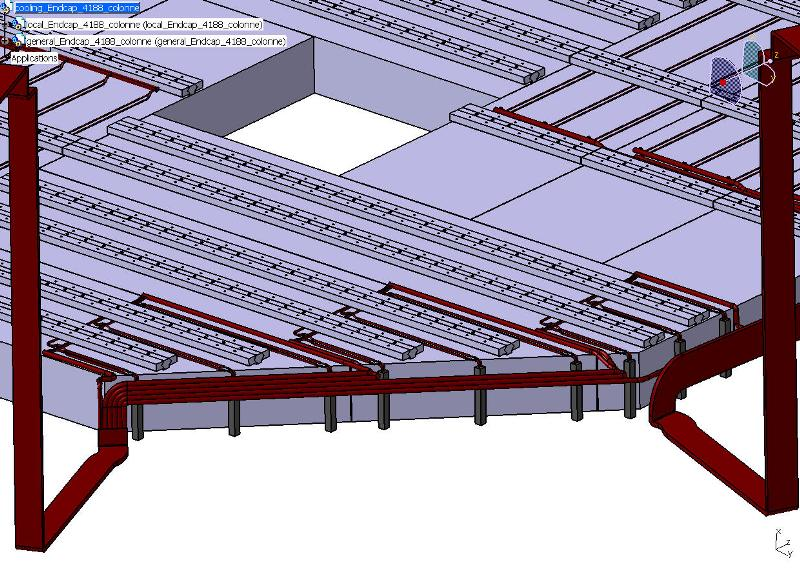 cooling_Endcap_4188_colonne
local_Endcap_4188_colonne (local_Endcap_4188_colonne)
general_Endcap_4188_colonne (general_Endcap_4188_colonne)
Applications
z
x
z
y